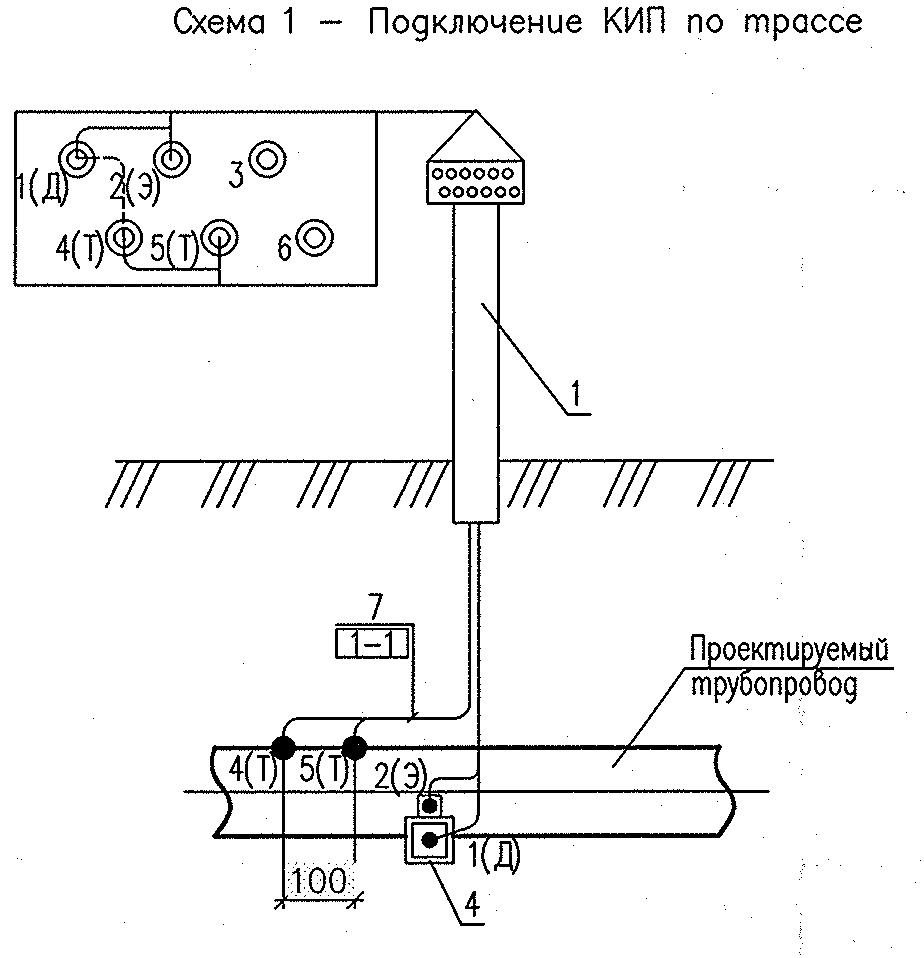 Схема 1 – Подключение КИП по трассе
1(Д)
2(Э)
3
4(Т)
5(Т)
6
1
7
1-1
Проектируемый
трубопровод
4(Т)
5(Т)
2(Э)
1(Д)
100
4